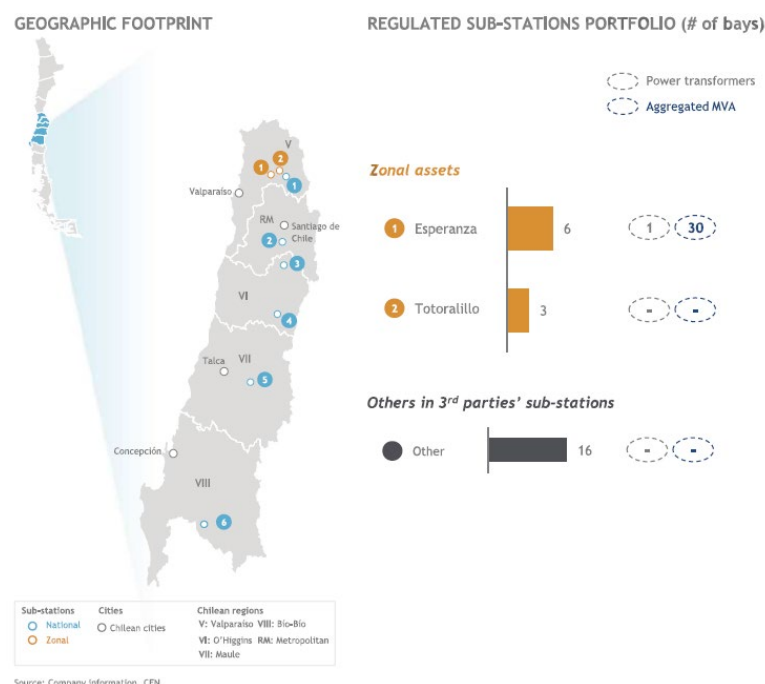 GEOGRAPHIC FOOTPRINT
REGULATED SUB-STATIONS PORTFOLIO (# of bays)
Power transformers
Aggregated MVA
V
2
1
1
Valparaíso
RM
Santiago de
Chile
2
3
VI
4
Talca
VII
5
Concepción
VIII
6
Zonal assets
1 Esperanza 6 1 30
2 Totoralillo 3 - -
Others in 3rd parties' sub-stations
Other 16 - -
Sub-stations Cities Chilean regions
National Chilean cities V: Valparaíso VIII: Bío-Bío
Zonal VI: O'Higgins RM: Metropolitan
VII: Maule
Source: Company information, CEN